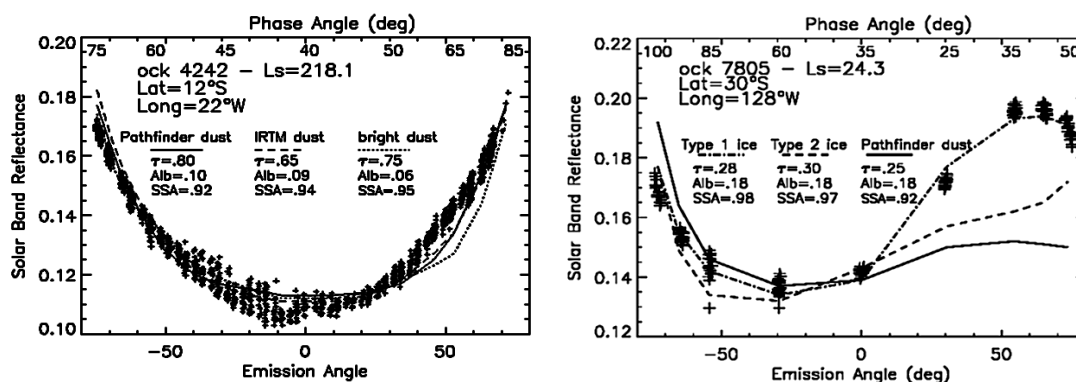 Phase Angle (deg)
-75 60 45 40 50 65 85
0.20
0.18
0.16
0.14
0.12
0.10
Solar Band Reflectance
ock 4242 - Ls=218.1
Lat=12°S
Long=22°W
Pathfinder dust IRTM dust bright dust
τ=.80 τ=.65 τ=.75
Alb=.10 Alb=.09 Alb=.06
SSA=.92 SSA=.94 SSA=.95
-50 0 50
Emission Angle
Phase Angle (deg)
100 85 60 35 25 35 50
0.22
0.20
0.18
0.16
0.14
0.12
Solar Band Reflectance
ock 7805 - Ls=24.3
Lat=30°S
Long=128°W
Type 1 ice Type 2 ice Pathfinder dust
τ=.28 τ=.30 τ=.25
Alb=.18 Alb=.18 Alb=.18
SSA=.98 SSA=.97 SSA=.92
-50 0 50
Emission Angle (deg)